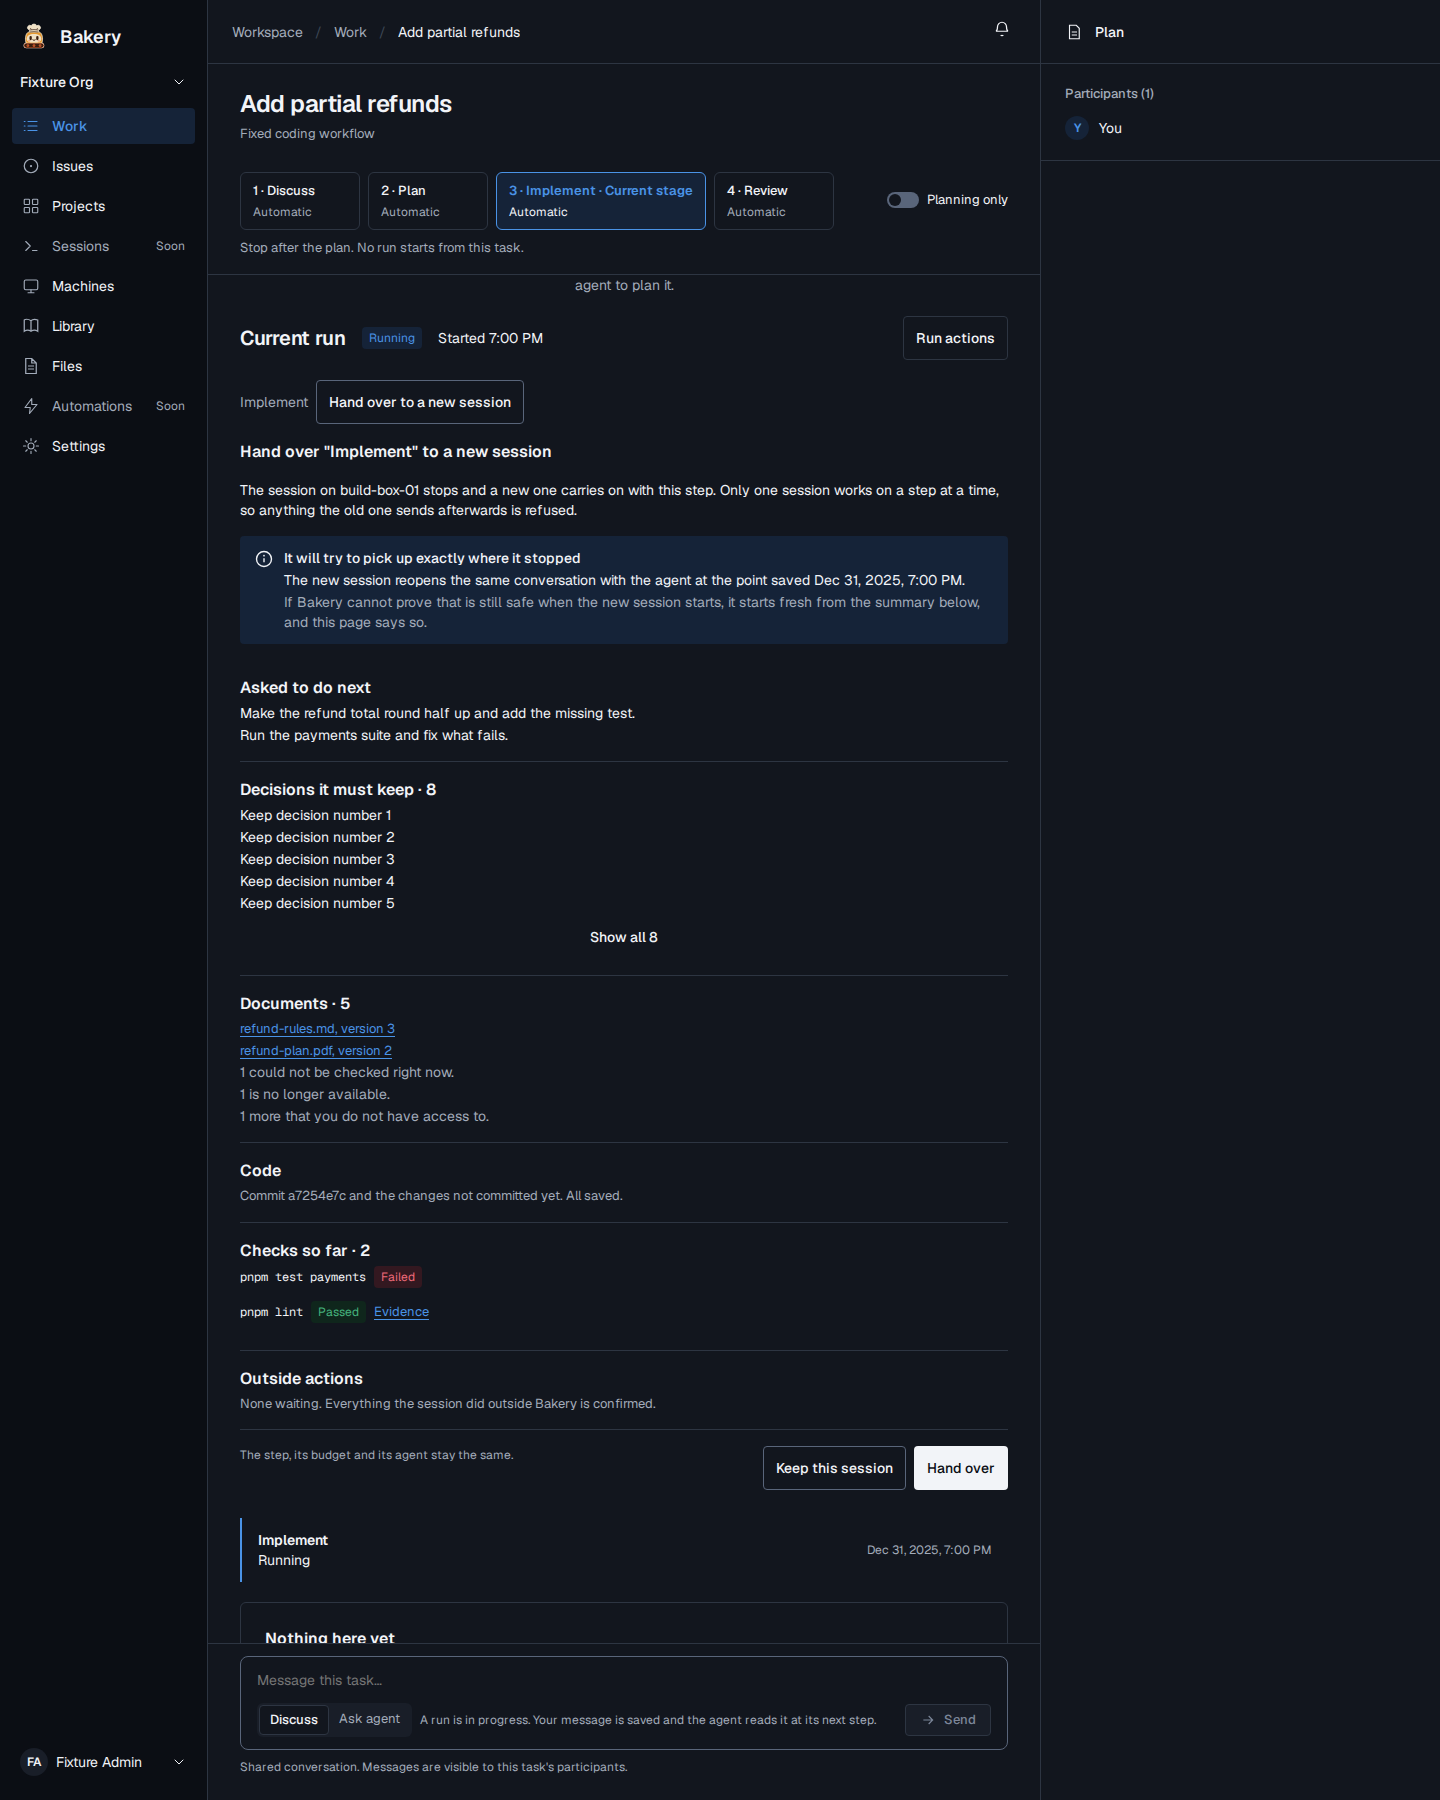 Bakery
Fixture Org
Work
Issues
Projects
Sessions Soon
Machines
Library
Files
Automations Soon
Settings
FA Fixture Admin
Workspace / Work / Add partial refunds
Add partial refunds
Fixed coding workflow
1 · Discuss
Automatic
2 · Plan
Automatic
3 · Implement · Current stage
Automatic
4 · Review
Automatic
Planning only
Stop after the plan. No run starts from this task.
agent to plan it.
Current run Running Started 7:00 PM Run actions
Implement Hand over to a new session
Hand over "Implement" to a new session
The session on build-box-01 stops and a new one carries on with this step. Only one session works on a step at a time,
so anything the old one sends afterwards is refused.
It will try to pick up exactly where it stopped
The new session reopens the same conversation with the agent at the point saved Dec 31, 2025, 7:00 PM.
If Bakery cannot prove that is still safe when the new session starts, it starts fresh from the summary below,
and this page says so.
Asked to do next
Make the refund total round half up and add the missing test.
Run the payments suite and fix what fails.
Decisions it must keep · 8
Keep decision number 1
Keep decision number 2
Keep decision number 3
Keep decision number 4
Keep decision number 5
Show all 8
Documents · 5
refund-rules.md, version 3
refund-plan.pdf, version 2
1 could not be checked right now.
1 is no longer available.
1 more that you do not have access to.
Code
Commit a7254e7c and the changes not committed yet. All saved.
Checks so far · 2
pnpm test payments Failed
pnpm lint Passed Evidence
Outside actions
None waiting. Everything the session did outside Bakery is confirmed.
The step, its budget and its agent stay the same.
Keep this session Hand over
Implement
Running
Dec 31, 2025, 7:00 PM
Nothing here yet
Message this task...
Discuss Ask agent A run is in progress. Your message is saved and the agent reads it at its next step. Send
Shared conversation. Messages are visible to this task's participants.
Plan
Participants (1)
Y You